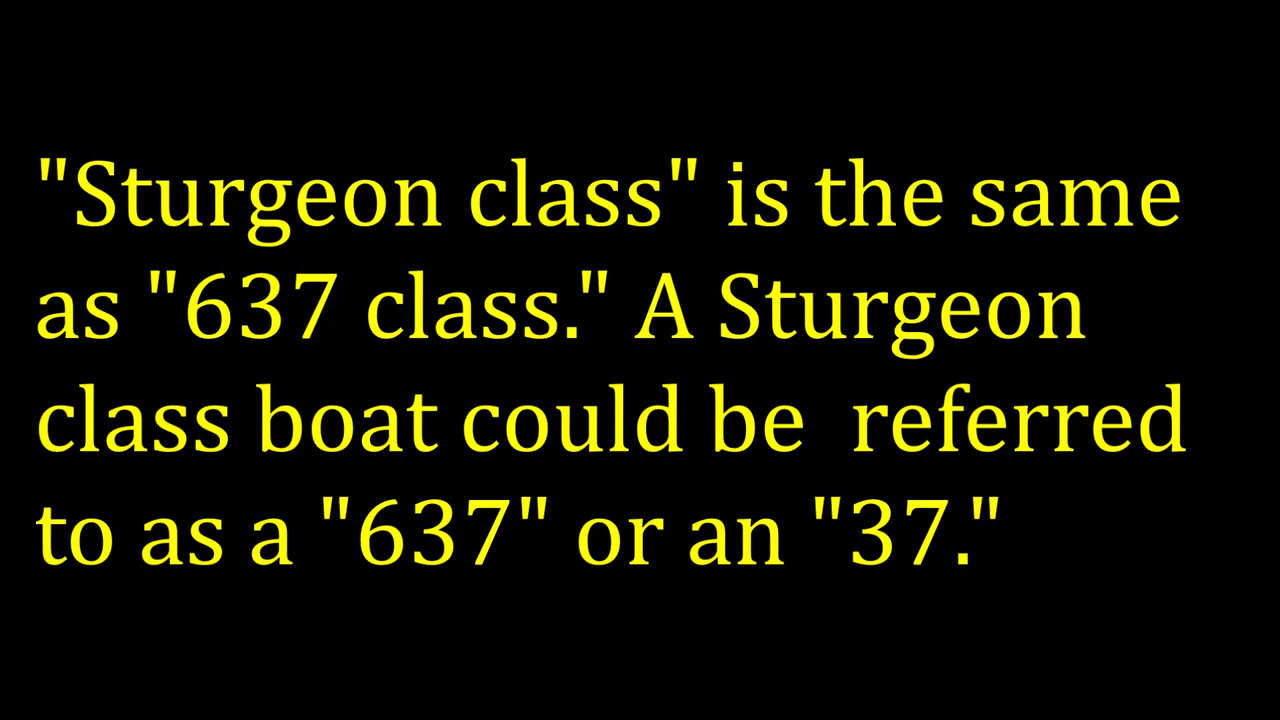 "Sturgeon class" is the same
as "637 class." A Sturgeon
class boat could be  referred
to as a "637" or an "37."